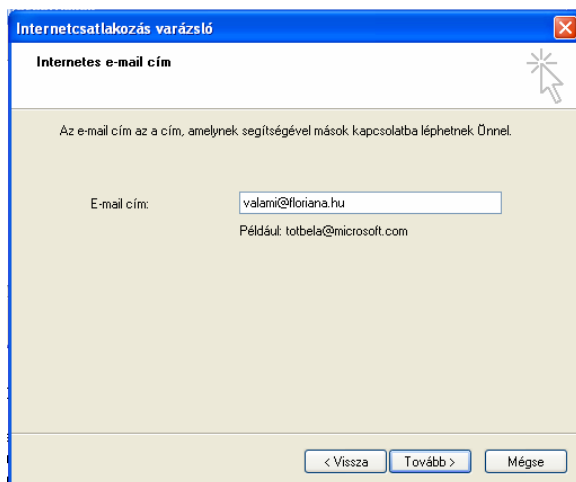 Internetcsatlakozás varázsló
Internetes e-mail cím
Az e-mail cím az a cím, amelynek segítségével mások kapcsolatba léphetnek Önnel.
E-mail cím: valami@floriana.hu
Például: totbela@microsoft.com
< Vissza Tovább > Mégse